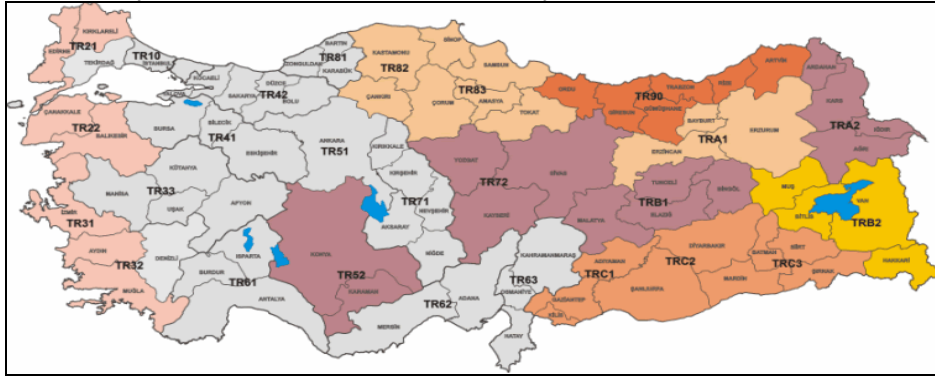 KIRKLARELİ
EDİRNE
TR21
TEKİRDAĞ
TR10
İSTANBUL
KOCAELİ
YALOVA
SAKARYA
DÜZCE
TR42
BOLU
BARTIN
ZONGULDAK
TR81
KARABÜK
KASTAMONU
SİNOP
TR82
ÇANKIRI
SAMSUN
TR83
ÇORUM
AMASYA
TOKAT
ORDU
GİRESUN
TR90
TRABZON
RİZE
ARTVİN
GÜMÜŞHANE
BAYBURT
TRA1
ERZURUM
ERZİNCAN
ARDAHAN
KARS
TRA2
IĞDIR
AĞRI
ÇANAKKALE
TR22
BALIKESİR
BURSA
BİLECİK
TR41
ESKİŞEHİR
ANKARA
TR51
KIRIKKALE
KIRŞEHİR
YOZGAT
SİVAS
TR72
KAYSERİ
TUNCELİ
BİNGÖL
TRB1
ELAZIĞ
MALATYA
MUŞ
VAN
BİTLİS
TRB2
HAKKARİ
KÜTAHYA
MANİSA
TR33
UŞAK
AFYON
İZMİR
TR31
AYDIN
TR32
MUĞLA
DENİZLİ
BURDUR
ISPARTA
TR61
ANTALYA
KONYA
TR52
KARAMAN
TR71
NEVŞEHİR
AKSARAY
NİĞDE
KAHRAMANMARAŞ
TR63
OSMANİYE
TR62
ADANA
MERSİN
HATAY
ADIYAMAN
TRC1
GAZİANTEP
KİLİS
DİYARBAKIR
TRC2
ŞANLIURFA
MARDİN
BATMAN
SİİRT
TRC3
ŞIRNAK